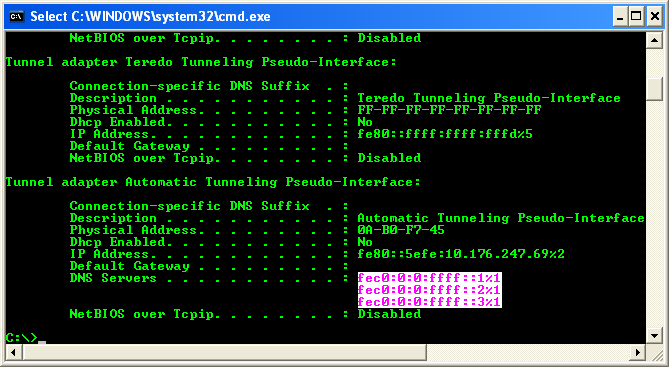 Select C:\WINDOWS\system32\cmd.exe
NetBIOS over Tcpip. . . . . . . . : Disabled
Tunnel adapter Teredo Tunneling Pseudo-Interface:
Connection-specific DNS Suffix  . :
Description . . . . . . . . . . . : Teredo Tunneling Pseudo-Interface
Physical Address. . . . . . . . . : FF-FF-FF-FF-FF-FF-FF-FF
Dhcp Enabled. . . . . . . . . . . : No
IP Address. . . . . . . . . . . . : fe80::ffff:ffff:fffd%5
Default Gateway . . . . . . . . . :
NetBIOS over Tcpip. . . . . . . . : Disabled
Tunnel adapter Automatic Tunneling Pseudo-Interface:
Connection-specific DNS Suffix  . :
Description . . . . . . . . . . . : Automatic Tunneling Pseudo-Interface
Physical Address. . . . . . . . . : 0A-B0-F7-45
Dhcp Enabled. . . . . . . . . . . : No
IP Address. . . . . . . . . . . . : fe80::5efe:10.176.247.69%2
Default Gateway . . . . . . . . . :
DNS Servers . . . . . . . . . . . : fec0:0:0:ffff::1%1
fec0:0:0:ffff::2%1
fec0:0:0:ffff::3%1
NetBIOS over Tcpip. . . . . . . . : Disabled
C:\>